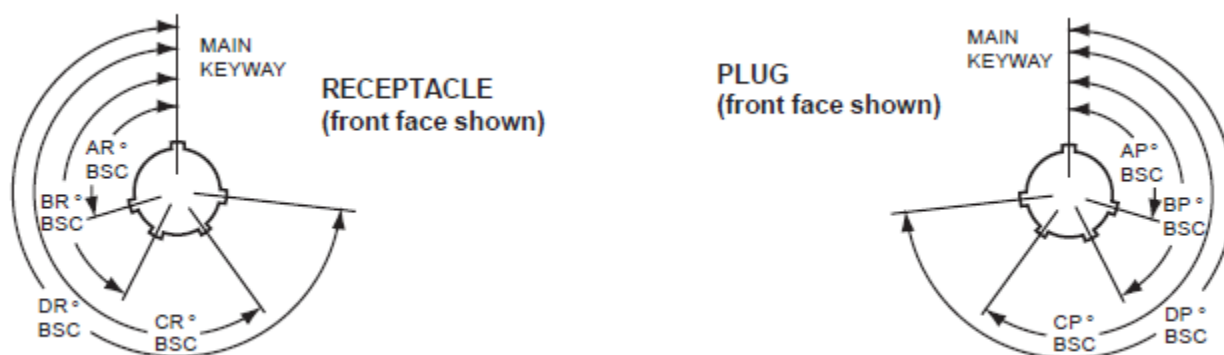 MAIN
KEYWAY
RECEPTACLE
(front face shown)
AR°
BSC
BR°
BSC
CR°
BSC
DR°
BSC
PLUG
(front face shown)
MAIN
KEYWAY
AP°
BSC
BP°
BSC
CP°
BSC
DP°
BSC